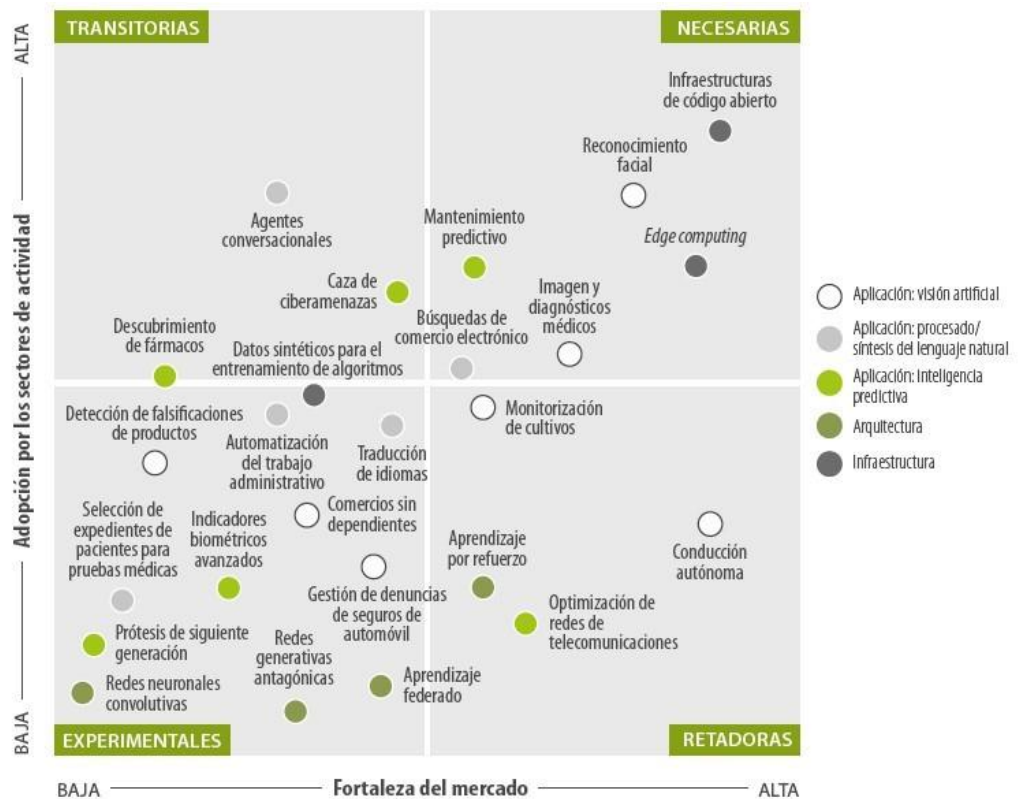 TRANSITORIAS
NECESARIAS
ALTA
Infraestructuras
de código abierto
Reconocimiento
facial
Agentes
conversacionales
Mantenimiento
predictivo
Edge computing
Caza de
ciberamenazas
Imagen y
diagnósticos
médicos
Búsquedas de
comercio electrónico
Descubrimiento
de fármacos
Datos sintéticos para el
entrenamiento de algoritmos
Adopción por los sectores de actividad
Detección de falsificaciones
de productos
Automatización
del trabajo
administrativo
Traducción
de idiomas
Monitorización
de cultivos
Selección de
expedientes de
pacientes para
pruebas médicas
Indicadores
biométricos
avanzados
Comercios sin
dependientes
Aprendizaje
por refuerzo
Conducción
autónoma
Gestión de denuncias
de seguros de
automóvil
Optimización de
redes de
telecomunicaciones
Prótesis de siguiente
generación
Redes
generativas
antagónicas
Redes neuronales
convolutivas
Aprendizaje
federado
BAJA
EXPERIMENTALES
RETADORAS
BAJA
Fortaleza del mercado
ALTA
Aplicación: visión artificial
Aplicación: procesado/
síntesis del lenguaje natural
Aplicación: inteligencia
predictiva
Arquitectura
Infraestructura